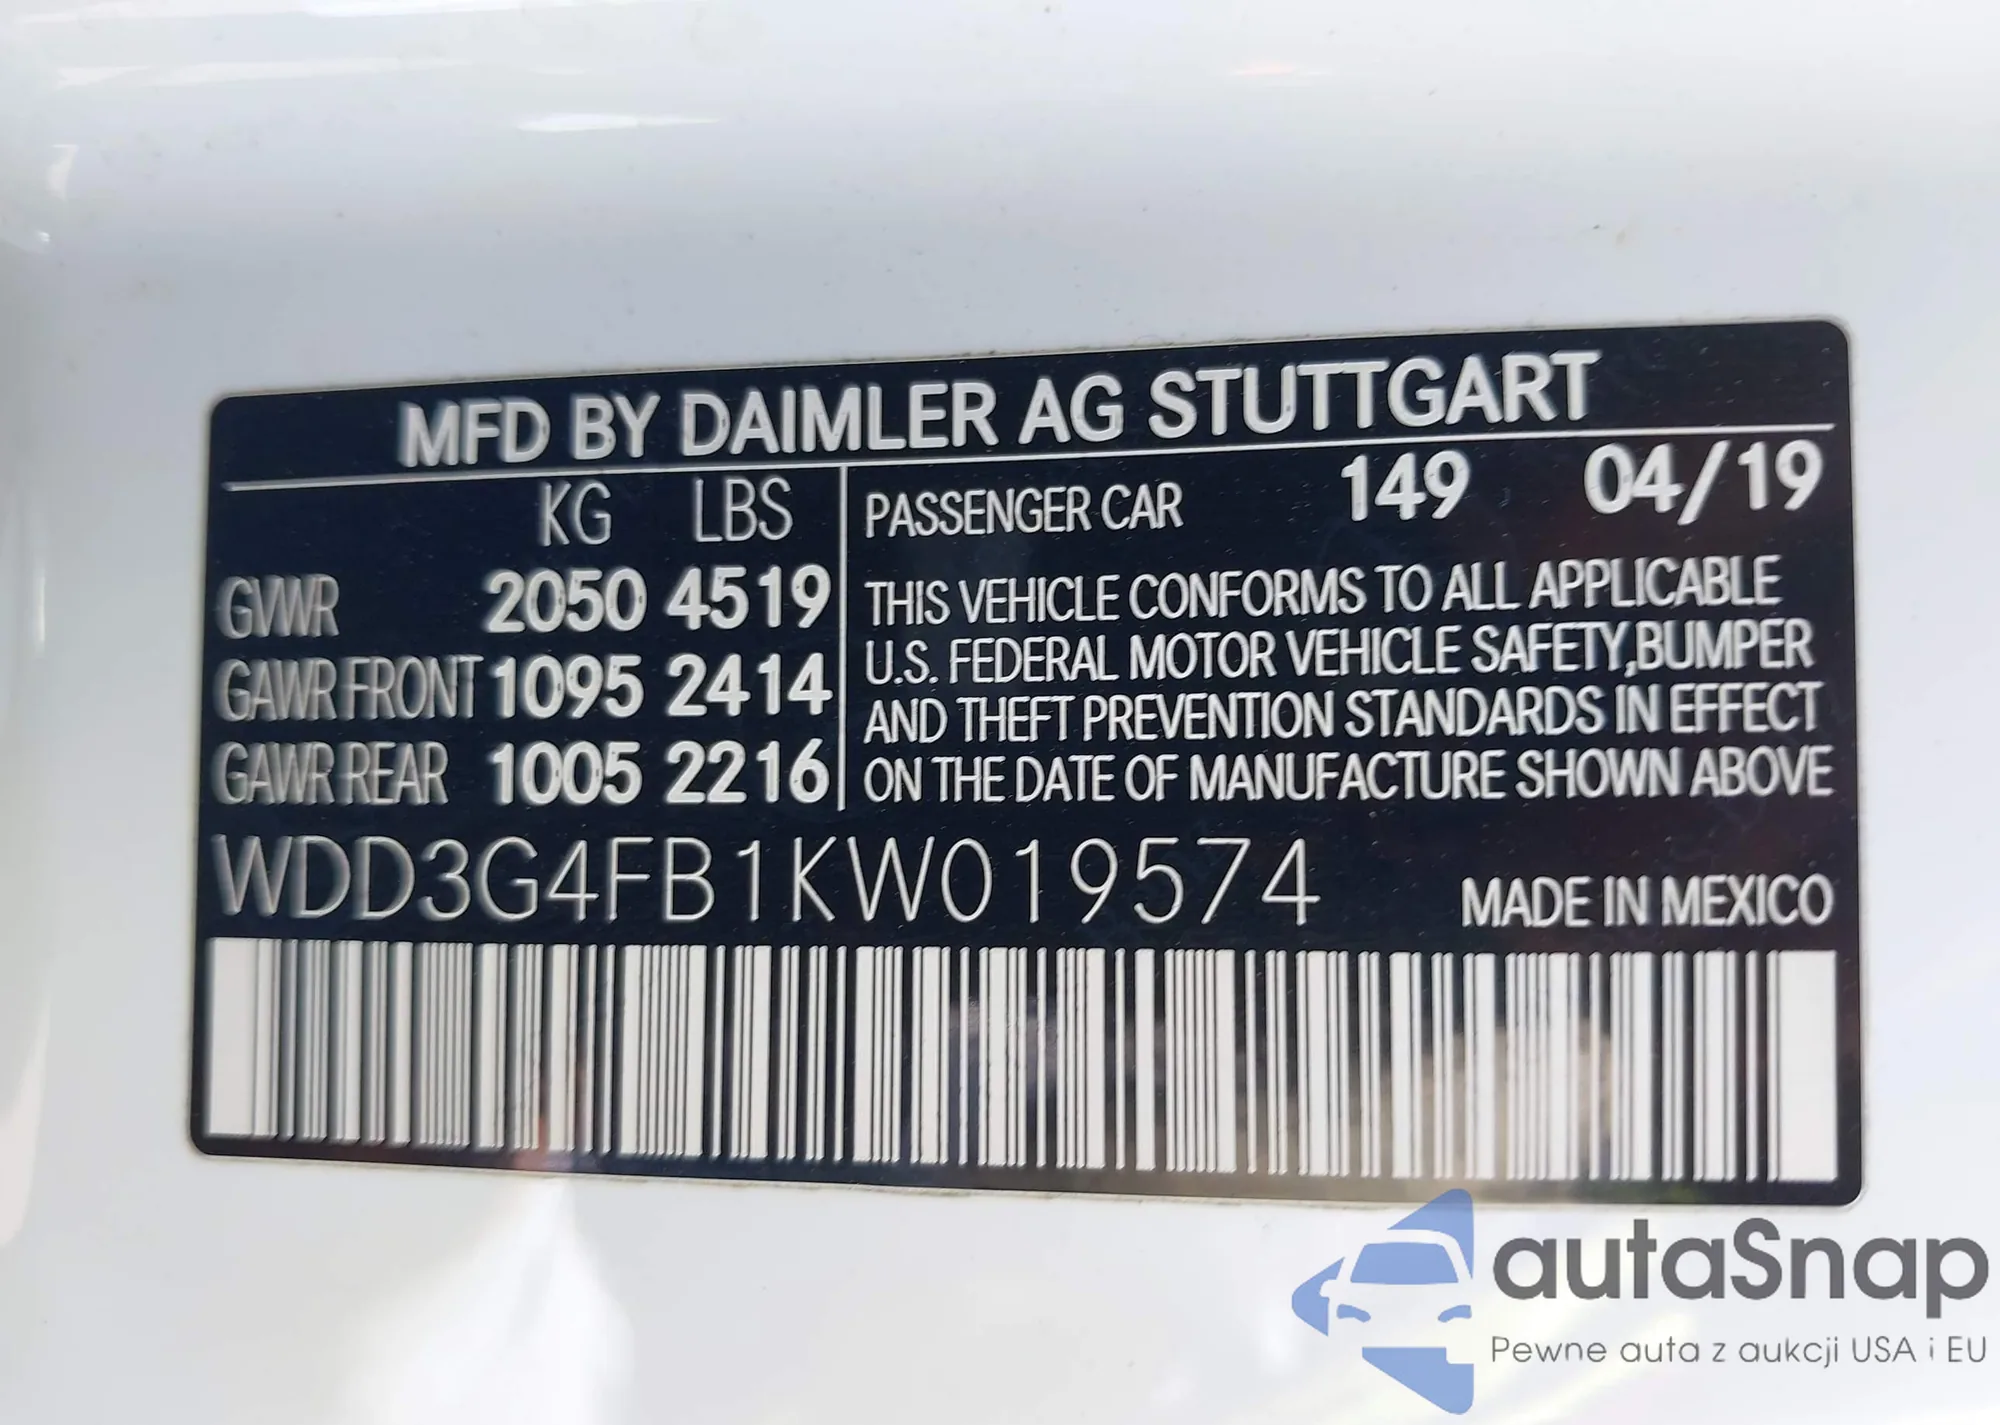 MFD BY DAIMLER AG STUTTGART
KG LBS
GVWR 2050 4519
GAWR FRONT 1095 2414
GAWR REAR 1005 2216
PASSENGER CAR 149 04/19
THIS VEHICLE CONFORMS TO ALL APPLICABLE
U.S. FEDERAL MOTOR VEHICLE SAFETY,BUMPER
AND THEFT PREVENTION STANDARDS IN EFFECT
ON THE DATE OF MANUFACTURE SHOWN ABOVE
WDD3G4FB1KW019574 MADE IN MEXICO
autaSnap
Pewne auta z aukcji USA i EU